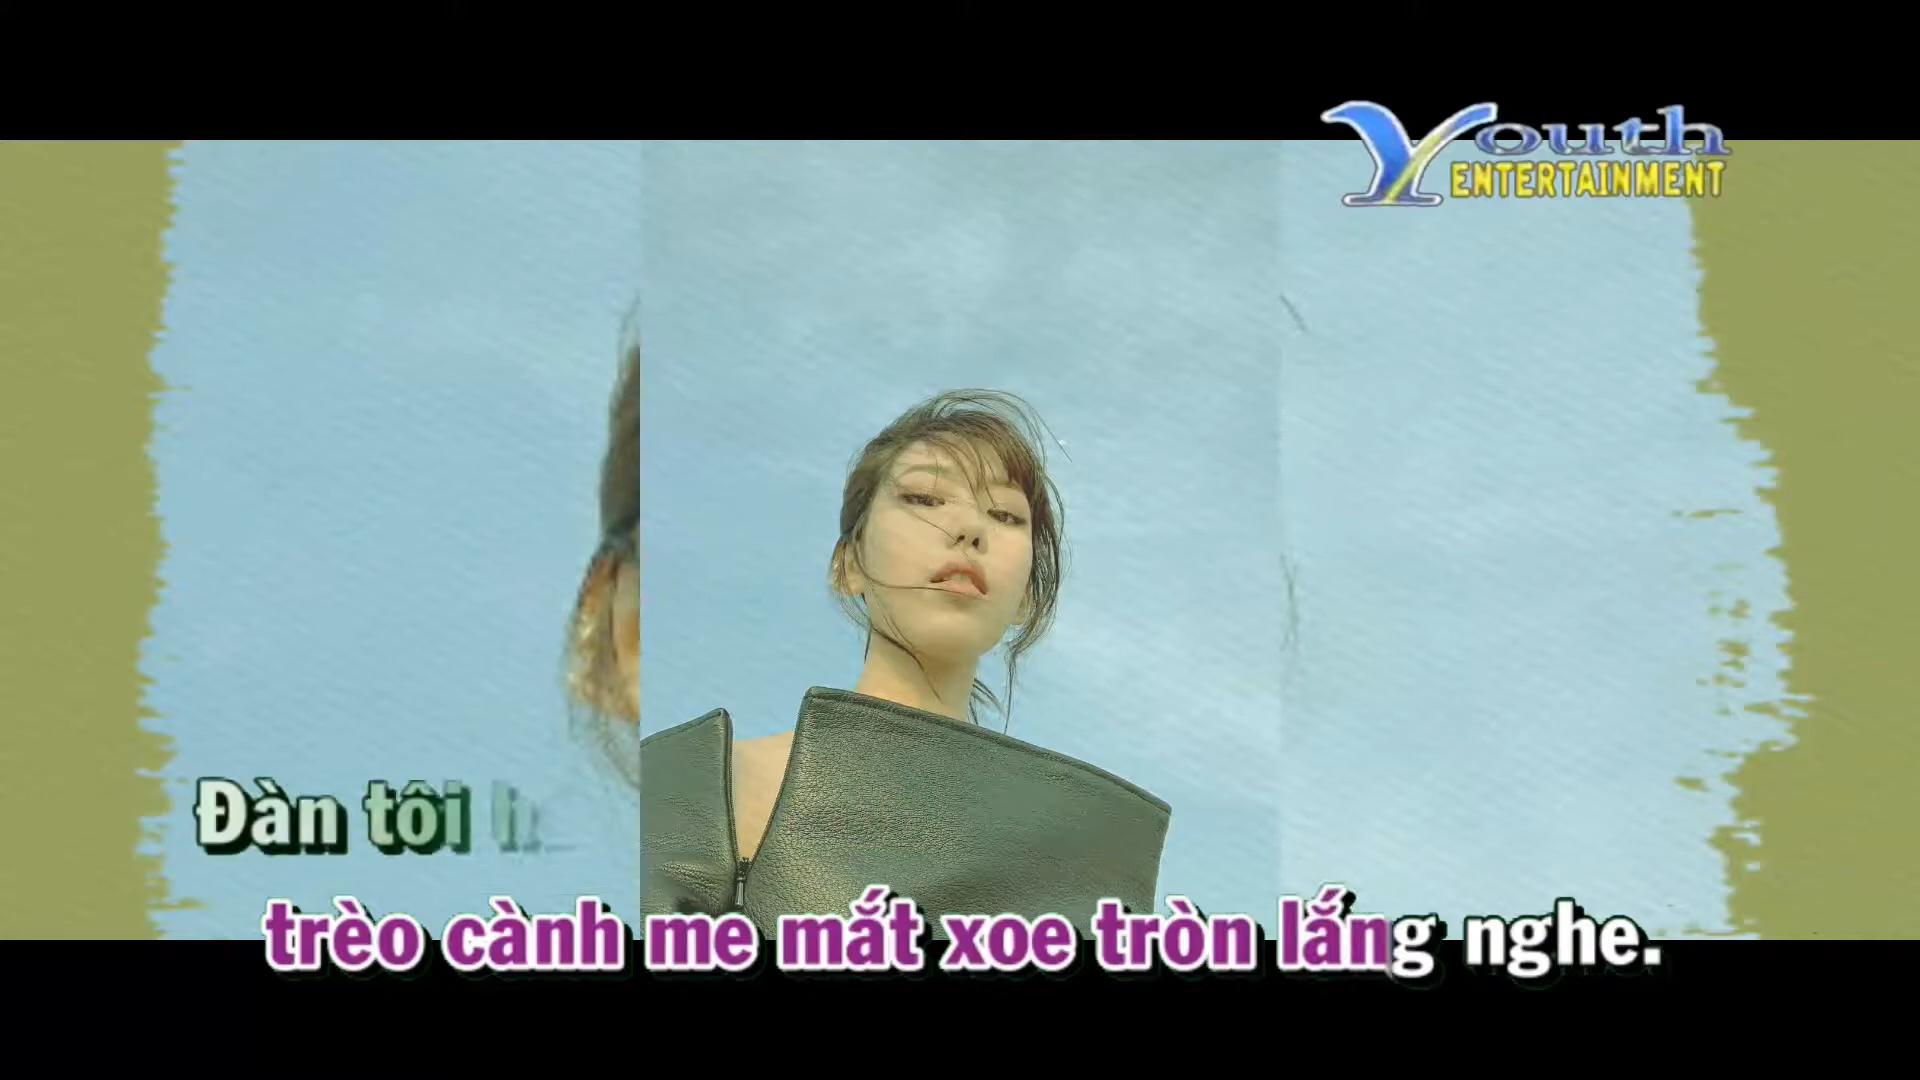 Youth
ENTERTAINMENT
Đàn tôi
trèo cành me mắt xoe tròn lắng nghe.